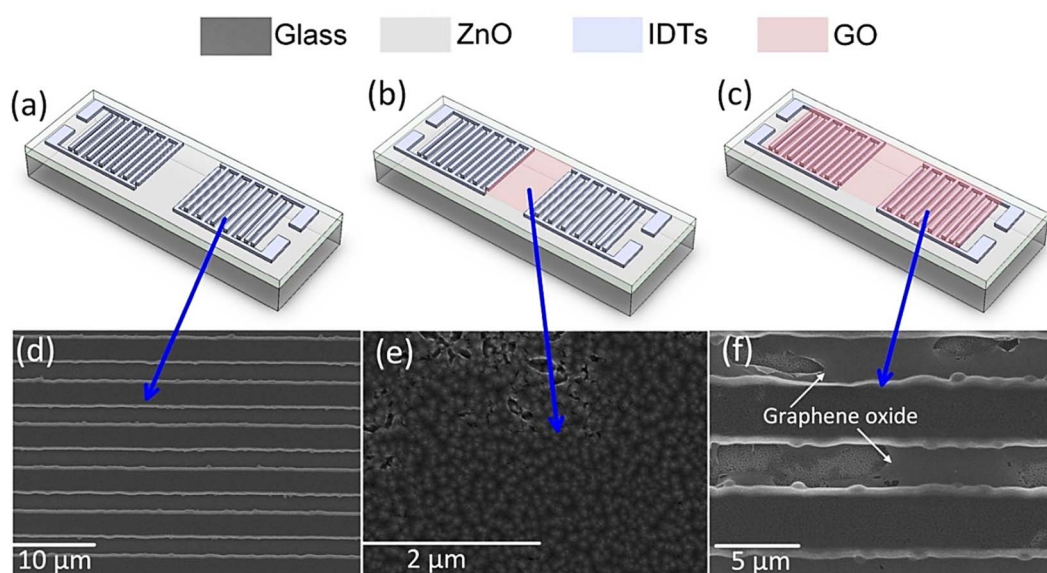 Glass ZnO IDTs GO
(a) (b) (c)
(d) (e) (f)
Graphene oxide
10 μm 2 μm 5 μm